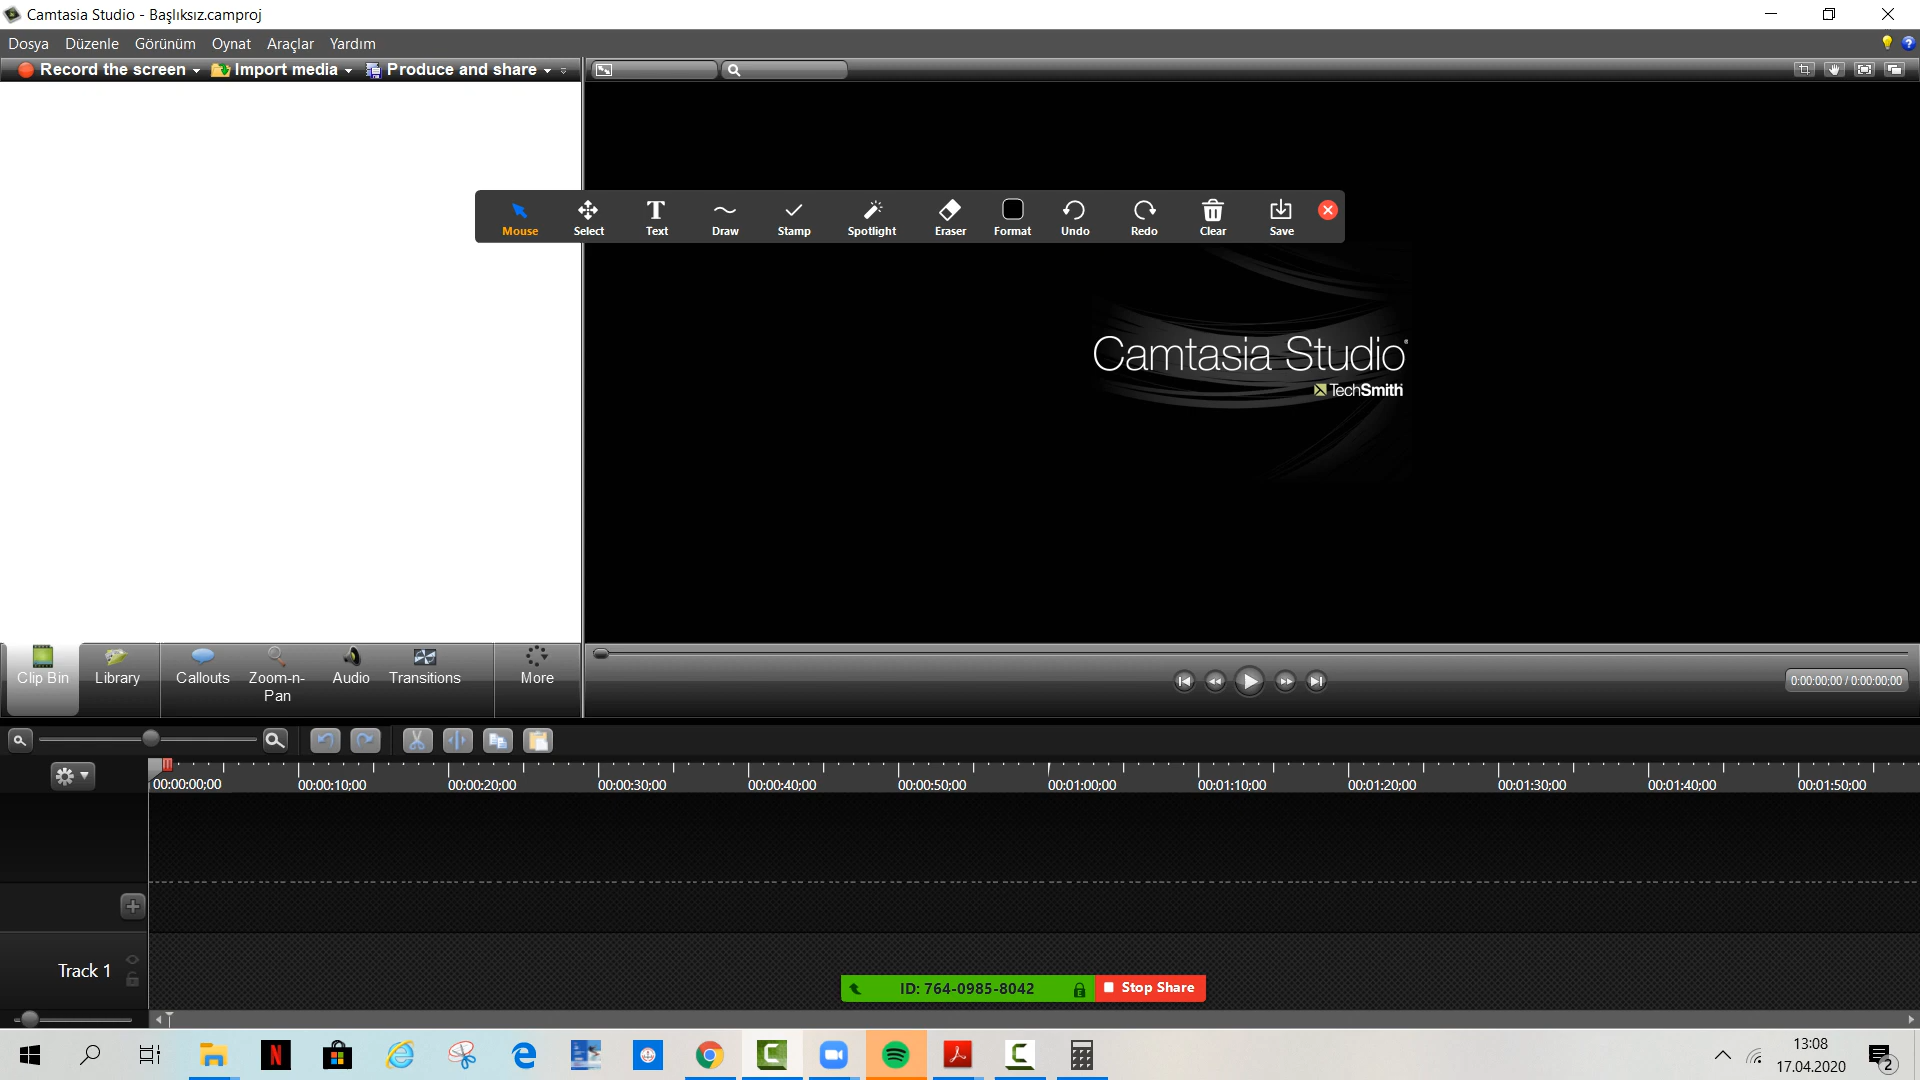 Camtasia Studio - Başlıksız.camproj
Dosya Düzenle Görünüm Oynat Araçlar Yardım
Record the screen Import media Produce and share
Mouse Select Text Draw Stamp Spotlight Eraser Format Undo Redo Clear Save
Camtasia Studio
TechSmith
Clip Bin Library Callouts Zoom-n-Pan Audio Transitions More
0:00:00;00 / 0:00:00;00
00:00:00;00 00:00:10;00 00:00:20;00 00:00:30;00 00:00:40;00 00:00:50;00 00:01:00;00 00:01:10;00 00:01:20;00 00:01:30;00 00:01:40;00 00:01:50;00
Track 1
ID: 764-0985-8042 Stop Share
13:08
17.04.2020
2